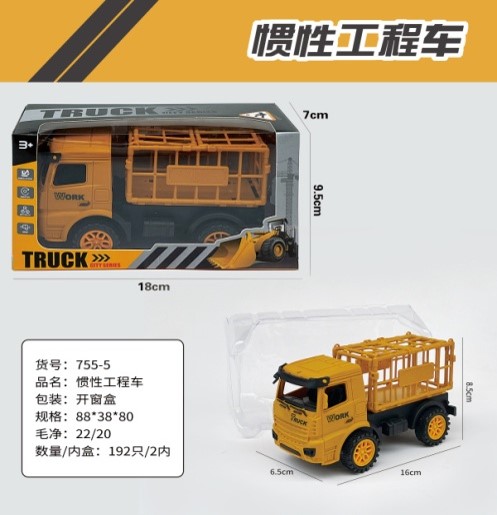 惯性工程车
TRUCK >>>
7cm
3+
WORK
9.5cm
TRUCK >>>
CITY SERIES
18cm
货号：755-5
品名：惯性工程车
包装：开窗盒
规格：88*38*80
毛净：22/20
数量/内盒：192只/2内
WORK
TRUCK
8.5cm
6.5cm
16cm